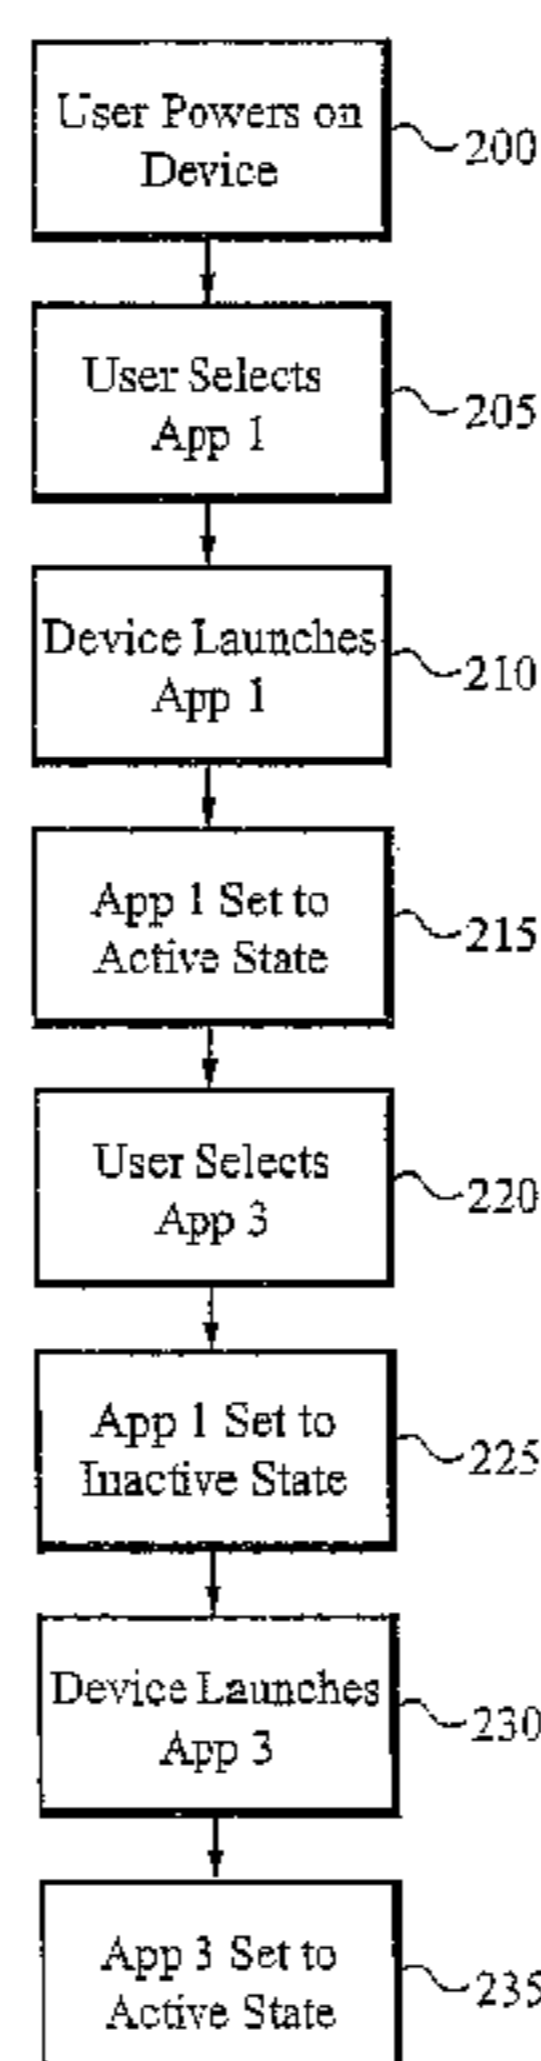 User Powers on
Device
200
User Selects
App 1
205
Device Launches
App 1
210
App 1 Set to
Active State
215
User Selects
App 3
220
App 1 Set to
Inactive State
225
Device Launches
App 3
230
App 3 Set to
Active State
235